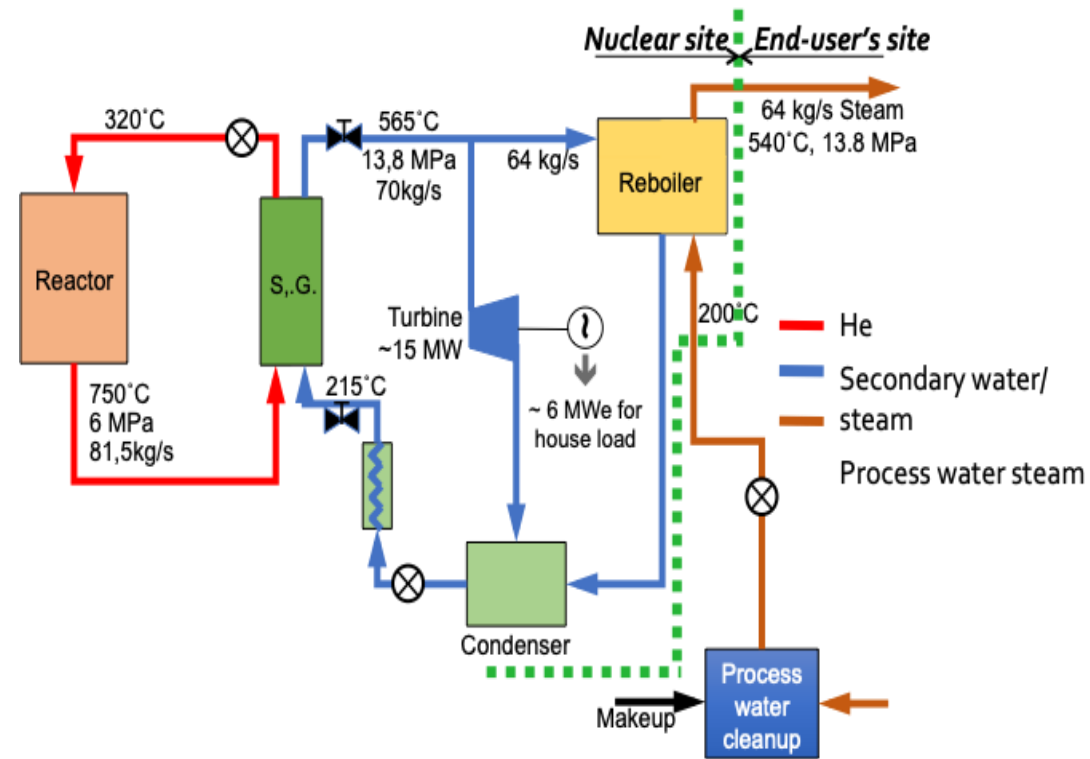 Nuclear site
End-user's site
320˚C
565˚C
13,8 MPa
70kg/s
64 kg/s
64 kg/s Steam
540˚C, 13.8 MPa
Reboiler
Reactor
S,.G.
Turbine
~15 MW
~
200˚C
750˚C
6 MPa
81,5kg/s
215˚C
~ 6 MWe for
house load
He
Secondary water/
steam
Process water steam
Condenser
Makeup
Process
water
cleanup